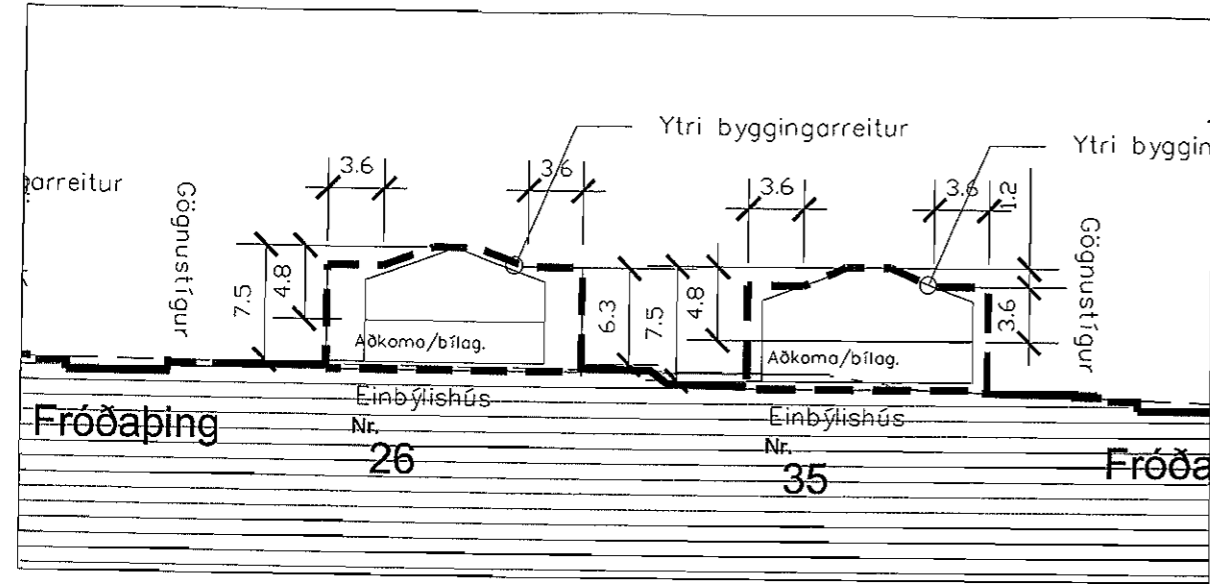 Ytri byggingarreitur
Ytri byggin
arreitur
3.6
3.6
3.6
3.6
1.2
Gögnustígur
Gögnustígur
7.5
4.8
6.3
7.5
4.8
3.6
Aðkoma/bílag.
Aðkoma/bílag.
Einbýlishús
Einbýlishús
Fróðaþing
Nr.
26
Nr.
35
Fróða